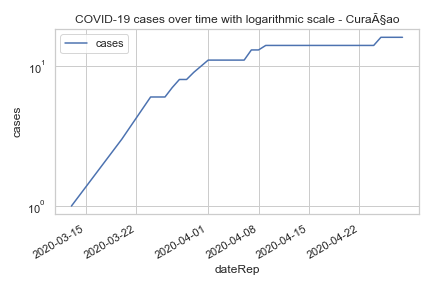 COVID-19 cases over time with logarithmic scale - CuraÃ§ao
cases
10¹
10⁰
cases
2020-03-15
2020-03-22
2020-04-01
2020-04-08
2020-04-15
2020-04-22
dateRep